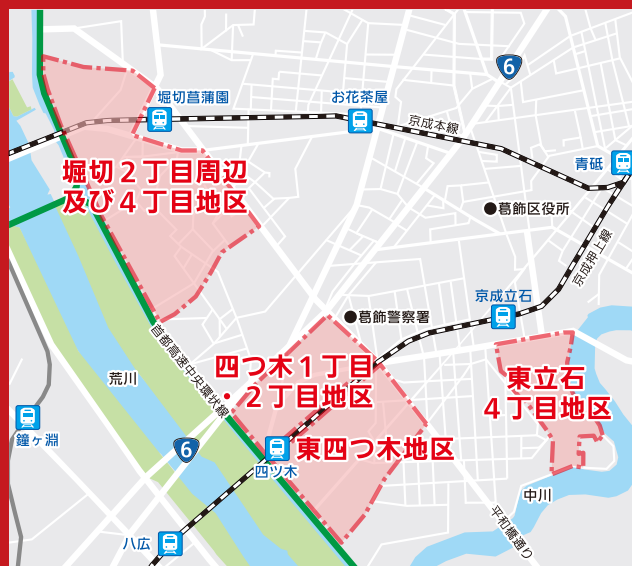 6
堀切菖蒲園
お花茶屋
京成本線
青砥
堀切2丁目周辺
及び4丁目地区
●葛飾区役所
京成押上線
京成立石
●葛飾警察署
首都高速中央環状線
四つ木1丁目
・2丁目地区
東立石
4丁目地区
荒川
鐘ヶ淵
6
東四つ木地区
四ツ木
中川
平和橋通り
八広